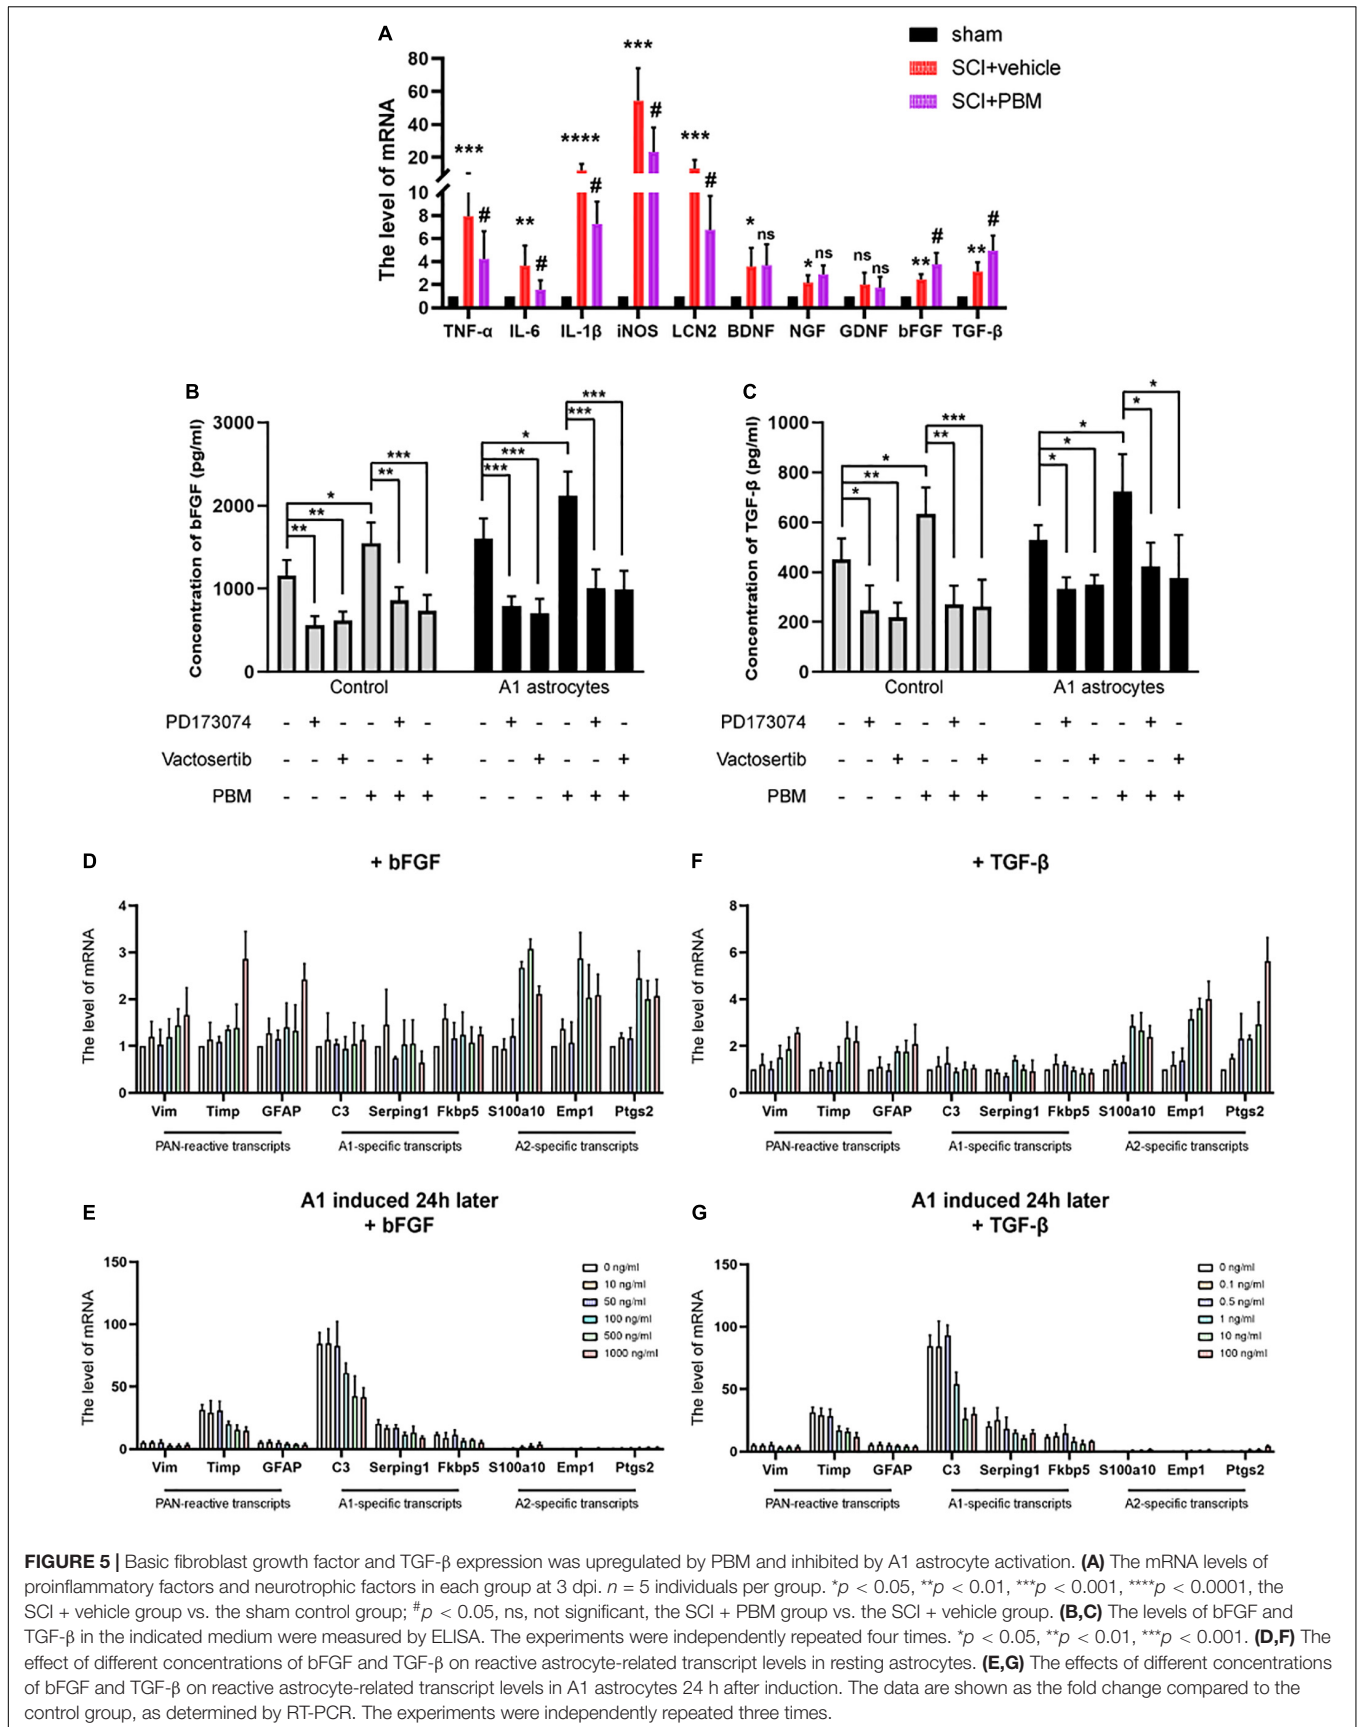 A
sham
SCI+vehicle
SCI+PBM
The level of mRNA
80
60
40
20
10
8
6
4
2
0
*** ** **** *** *** * * ns ** **
# # # # # ns ns ns # #
TNF-α IL-6 IL-1β iNOS LCN2 BDNF NGF GDNF bFGF TGF-β
B
Concentration of bFGF (pg/ml)
3000
2000
1000
0
** ** * ** *** *** *** * *** ***
Control A1 astrocytes
PD173074 - + - - + - - + - - + -
Vactosertib - - + - - + - - + - - +
PBM - - - + + + - - - + + +
C
Concentration of TGF-β (pg/ml)
1000
800
600
400
200
0
* ** * ** *** * * * * *
Control A1 astrocytes
PD173074 - + - - + - - + - - + -
Vactosertib - - + - - + - - + - - +
PBM - - - + + + - - - + + +
D
+ bFGF
The level of mRNA
4
3
2
1
0
Vim Timp GFAP C3 Serping1 Fkbp5 S100a10 Emp1 Ptgs2
PAN-reactive transcripts A1-specific transcripts A2-specific transcripts
F
+ TGF-β
The level of mRNA
8
6
4
2
0
Vim Timp GFAP C3 Serping1 Fkbp5 S100a10 Emp1 Ptgs2
PAN-reactive transcripts A1-specific transcripts A2-specific transcripts
E
A1 induced 24h later
+ bFGF
The level of mRNA
150
100
50
0
0 ng/ml
10 ng/ml
50 ng/ml
100 ng/ml
500 ng/ml
1000 ng/ml
Vim Timp GFAP C3 Serping1 Fkbp5 S100a10 Emp1 Ptgs2
PAN-reactive transcripts A1-specific transcripts A2-specific transcripts
G
A1 induced 24h later
+ TGF-β
The level of mRNA
150
100
50
0
0 ng/ml
0.1 ng/ml
0.5 ng/ml
1 ng/ml
10 ng/ml
100 ng/ml
Vim Timp GFAP C3 Serping1 Fkbp5 S100a10 Emp1 Ptgs2
PAN-reactive transcripts A1-specific transcripts A2-specific transcripts
FIGURE 5 | Basic fibroblast growth factor and TGF-β expression was upregulated by PBM and inhibited by A1 astrocyte activation. (A) The mRNA levels of
proinflammatory factors and neurotrophic factors in each group at 3 dpi. n = 5 individuals per group. *p < 0.05, **p < 0.01, ***p < 0.001, ****p < 0.0001, the
SCI + vehicle group vs. the sham control group; #p < 0.05, ns, not significant, the SCI + PBM group vs. the SCI + vehicle group. (B,C) The levels of bFGF and
TGF-β in the indicated medium were measured by ELISA. The experiments were independently repeated four times. *p < 0.05, **p < 0.01, ***p < 0.001. (D,F) The
effect of different concentrations of bFGF and TGF-β on reactive astrocyte-related transcript levels in resting astrocytes. (E,G) The effects of different concentrations
of bFGF and TGF-β on reactive astrocyte-related transcript levels in A1 astrocytes 24 h after induction. The data are shown as the fold change compared to the
control group, as determined by RT-PCR. The experiments were independently repeated three times.